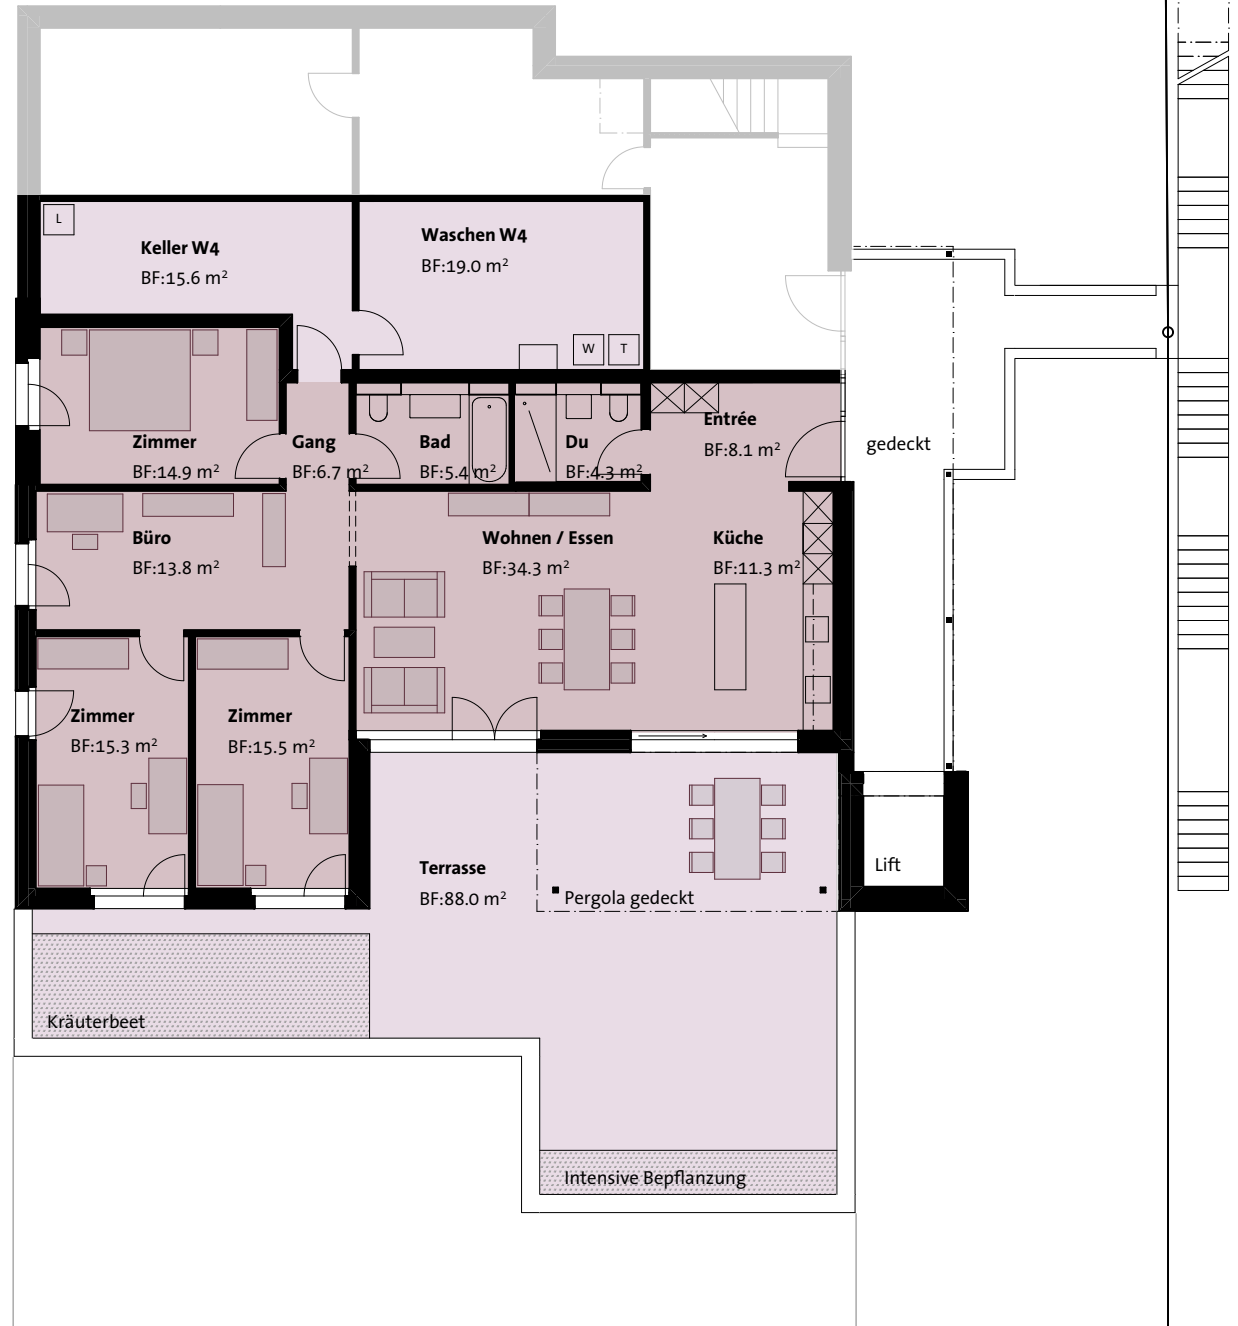 L
Keller W4
BF:15.6 m²
Waschen W4
BF:19.0 m²
W
T
Zimmer
BF:14.9 m²
Gang
BF:6.7 m²
Bad
BF:5.4 m²
Du
BF:4.3 m²
Entrée
BF:8.1 m²
gedeckt
Büro
BF:13.8 m²
Wohnen / Essen
BF:34.3 m²
Küche
BF:11.3 m²
Zimmer
BF:15.3 m²
Zimmer
BF:15.5 m²
Terrasse
BF:88.0 m²
Pergola gedeckt
Lift
Kräuterbeet
Intensive Bepflanzung